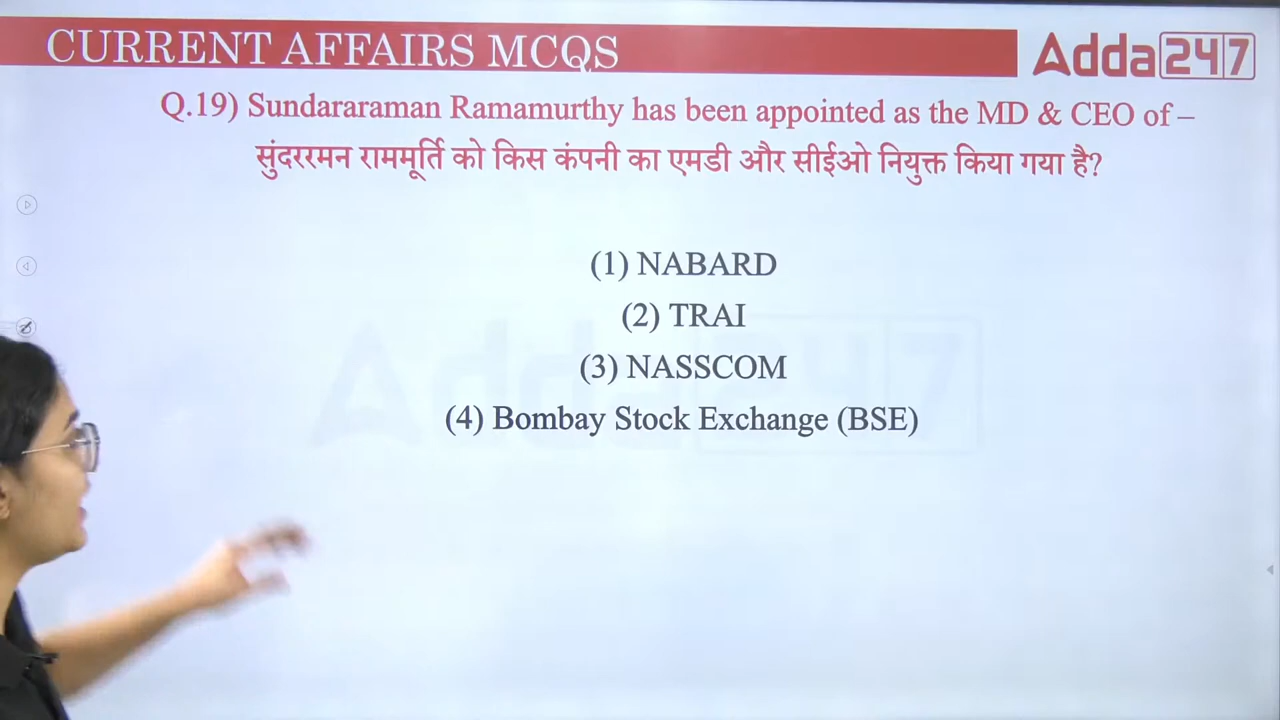 CURRENT AFFAIRS MCQS
Adda247
Q.19) Sundararaman Ramamurthy has been appointed as the MD & CEO of –
सुंदररमन राममूर्ति को किस कंपनी का एमडी और सीईओ नियुक्त किया गया है?
(1) NABARD
(2) TRAI
(3) NASSCOM
(4) Bombay Stock Exchange (BSE)
Adda247